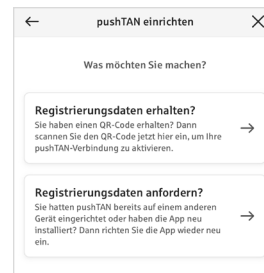 pushTAN einrichten
Was möchten Sie machen?
Registrierungsdaten erhalten?
Sie haben einen QR-Code erhalten? Dann
scannen Sie den QR-Code jetzt hier ein, um Ihre
pushTAN-Verbindung zu aktivieren.
Registrierungsdaten anfordern?
Sie hatten pushTAN bereits auf einem anderen
Gerät eingerichtet oder haben die App neu
installiert? Dann richten Sie die App wieder neu
ein.